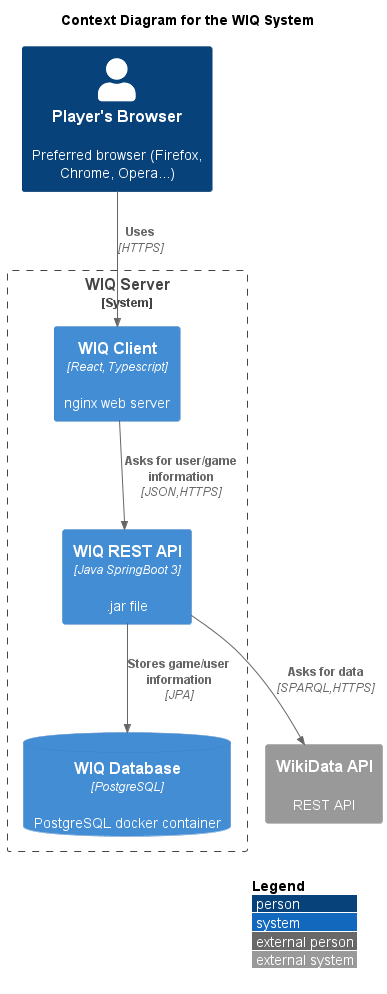 Context Diagram for the WIQ System
Player's Browser
Preferred browser (Firefox,
Chrome, Opera...)
Uses
[HTTPS]
WIQ Server
[System]
WIQ Client
[React, Typescript]
nginx web server
Asks for user/game
information
[JSON,HTTPS]
WIQ REST API
[Java SpringBoot 3]
.jar file
Stores game/user
information
[JPA]
Asks for data
[SPARQL,HTTPS]
WIQ Database
[PostgreSQL]
PostgreSQL docker container
WikiData API
REST API
Legend
person
system
external person
external system